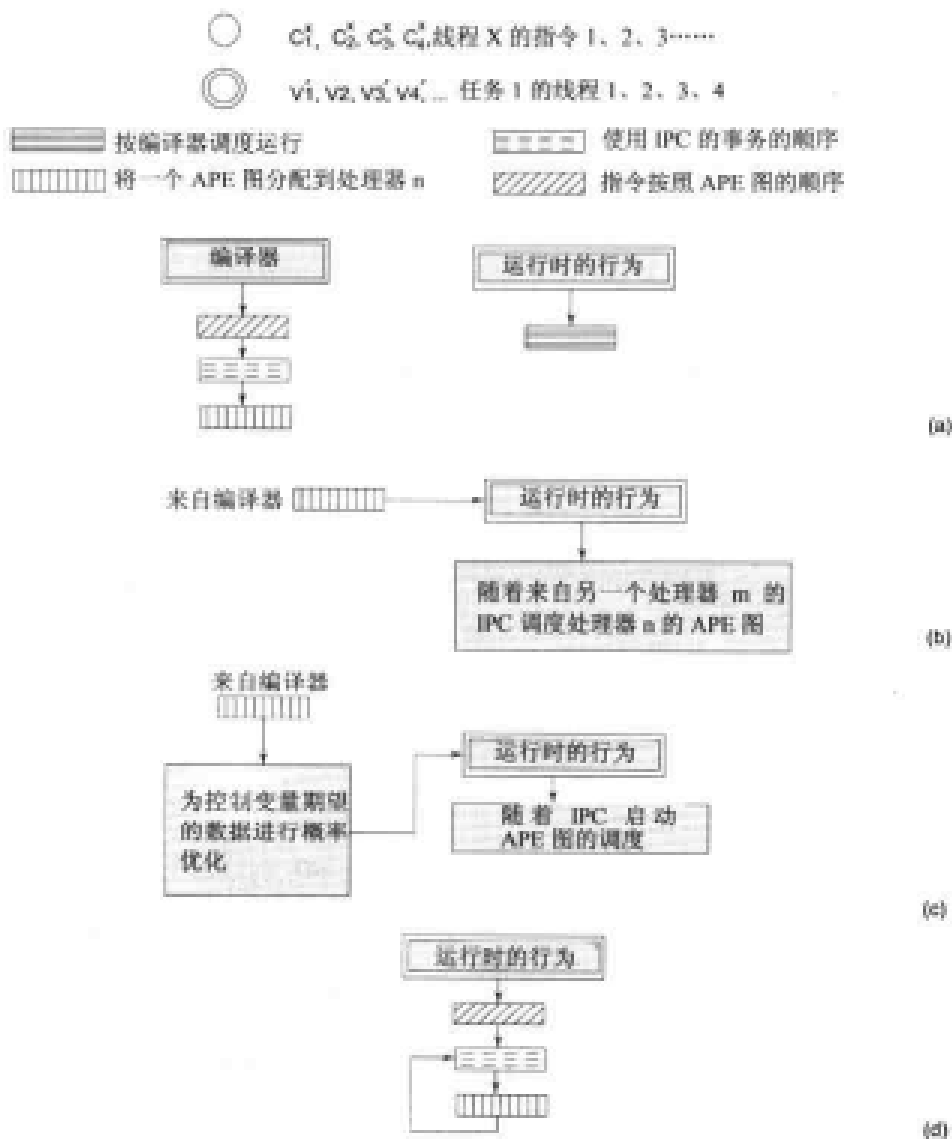 C₁ˣ, C₂ˣ, C₃ˣ, C₄ˣ,线程 X 的指令 1、2、3……
V1′, V2, V3′, V4′, ... 任务 1 的线程 1、2、3、4
按编译器调度运行
使用 IPC 的事务的顺序
将一个 APE 图分配到处理器 n
指令按照 APE 图的顺序
编译器
运行时的行为
(a)
来自编译器
运行时的行为
随着来自另一个处理器 m 的
IPC 调度处理器 n 的 APE 图
(b)
来自编译器
运行时的行为
为控制变量期望
的数据进行概率
优化
随着 IPC 启动
APE 图的调度
(c)
运行时的行为
(d)